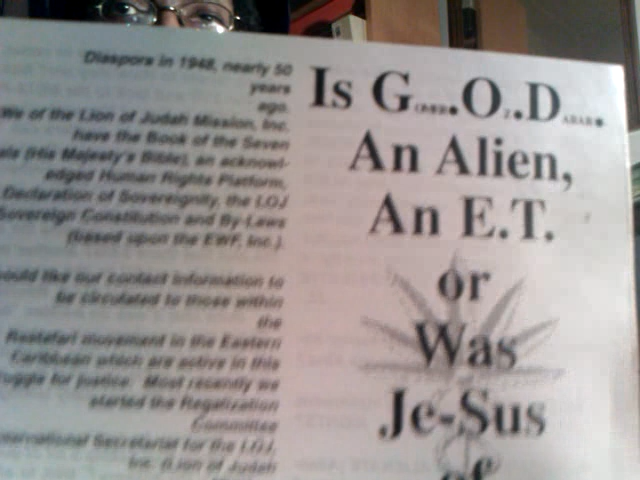 Diaspora in 1948, nearly 50
years
ago.
We of the Lion of Judah Mission, Inc.
have the Book of the Seven
(His Majesty's Bible), an acknowl-
edged Human Rights Platform,
Declaration of Sovereignity, the LOJ
Sovereign Constitution and By-Laws
(based upon the EWF, Inc.).
would like our contact information to
be circulated to those within
the
Rastafari movement in the Eastern
Caribbean which are active in this
struggle for justice. Most recently we
started the Regalization
Committee
Secretariat for the LOJ,
Inc. (Lion of Judah
Is G....O..D....
An Alien,
An E.T.
or
Was
Je-Sus
of